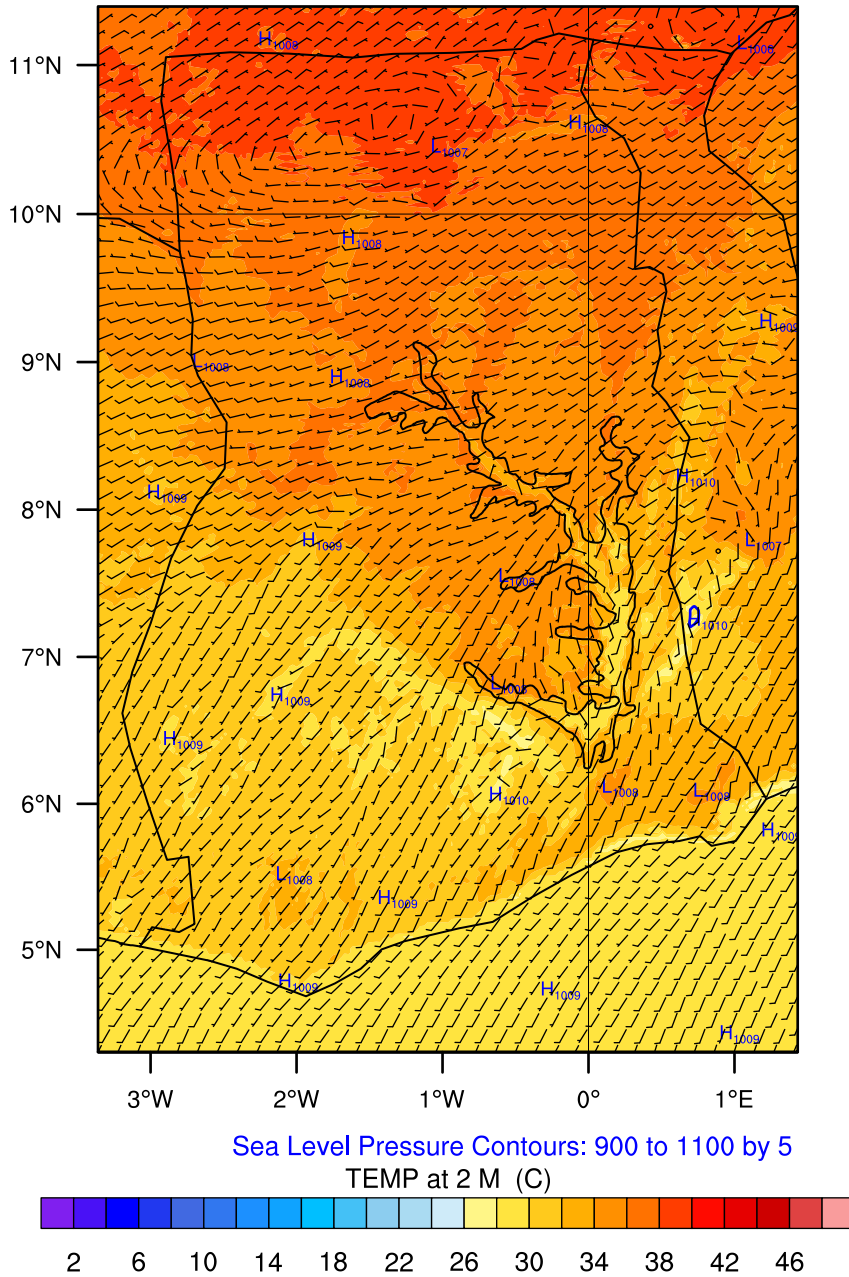 H1008
L1008
11°N
H1008
L1007
10°N
H1008
H1009
9°N
L1008
H1008
H1010
H1009
8°N
H1009
L1007
L1008
H1010
7°N
L1008
H1009
H1009
6°N
H1010
L1008
L1008
H1009
L1008
H1009
5°N
H1009
H1009
H1009
3°W 2°W 1°W 0° 1°E
Sea Level Pressure Contours: 900 to 1100 by 5
TEMP at 2 M (C)
2 6 10 14 18 22 26 30 34 38 42 46